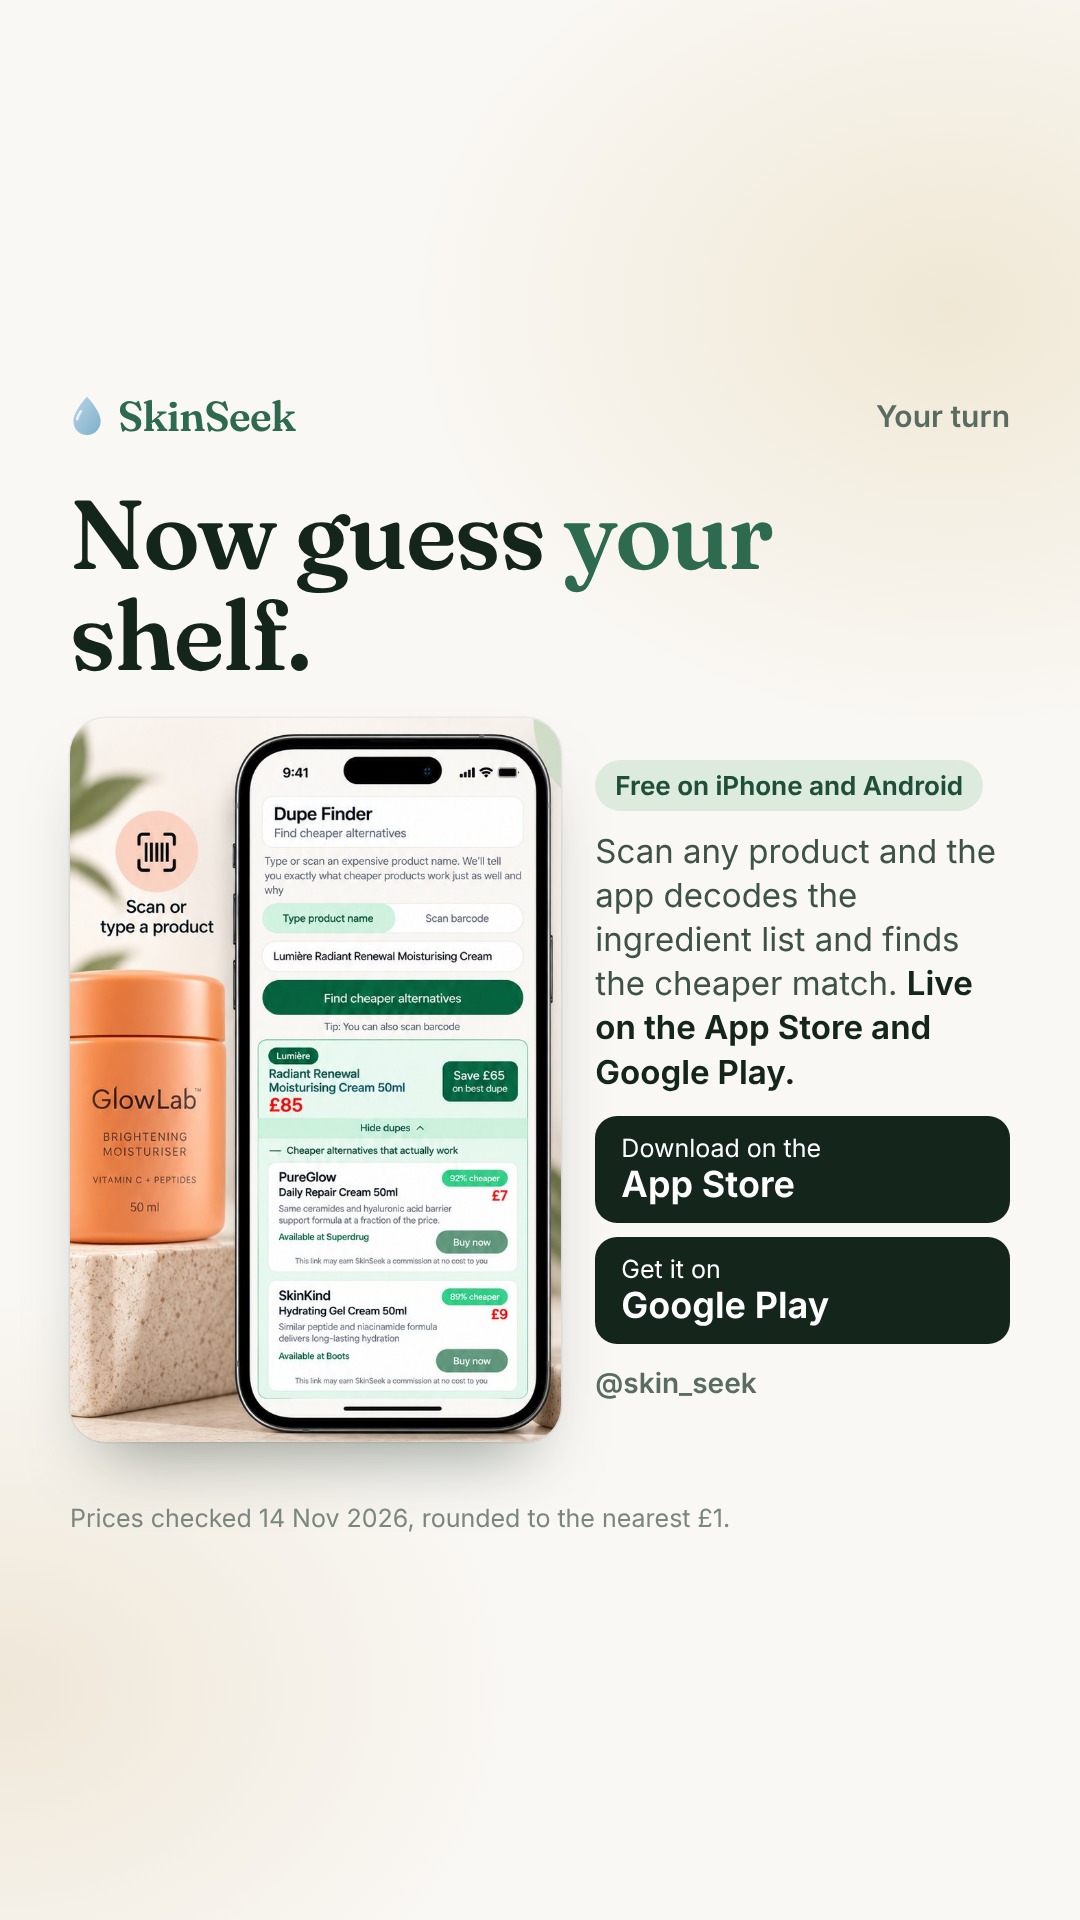 SkinSeek
Your turn
Now guess your
shelf.
Scan or
type a product
GlowLab™
BRIGHTENING
MOISTURISER
VITAMIN C + PEPTIDES
50 ml
9:41
Dupe Finder
Find cheaper alternatives
Type or scan an expensive product name. We'll tell
you exactly what cheaper products work just as well and
why
Type product name
Scan barcode
Lumière Radiant Renewal Moisturising Cream
Find cheaper alternatives
Tip: You can also scan barcode
Lumière
Radiant Renewal
Moisturising Cream 50ml
£85
Save £65
on best dupe
Hide dupes
— Cheaper alternatives that actually work
PureGlow
92% cheaper
Daily Repair Cream 50ml
£7
Same ceramides and hyaluronic acid barrier
support formula at a fraction of the price.
Available at Superdrug
Buy now
This link may earn SkinSeek a commission at no cost to you
SkinKind
89% cheaper
Hydrating Gel Cream 50ml
£9
Similar peptide and niacinamide formula
delivers long-lasting hydration
Available at Boots
Buy now
This link may earn SkinSeek a commission at no cost to you
Free on iPhone and Android
Scan any product and the
app decodes the
ingredient list and finds
the cheaper match. Live
on the App Store and
Google Play.
Download on the
App Store
Get it on
Google Play
@skin_seek
Prices checked 14 Nov 2026, rounded to the nearest £1.